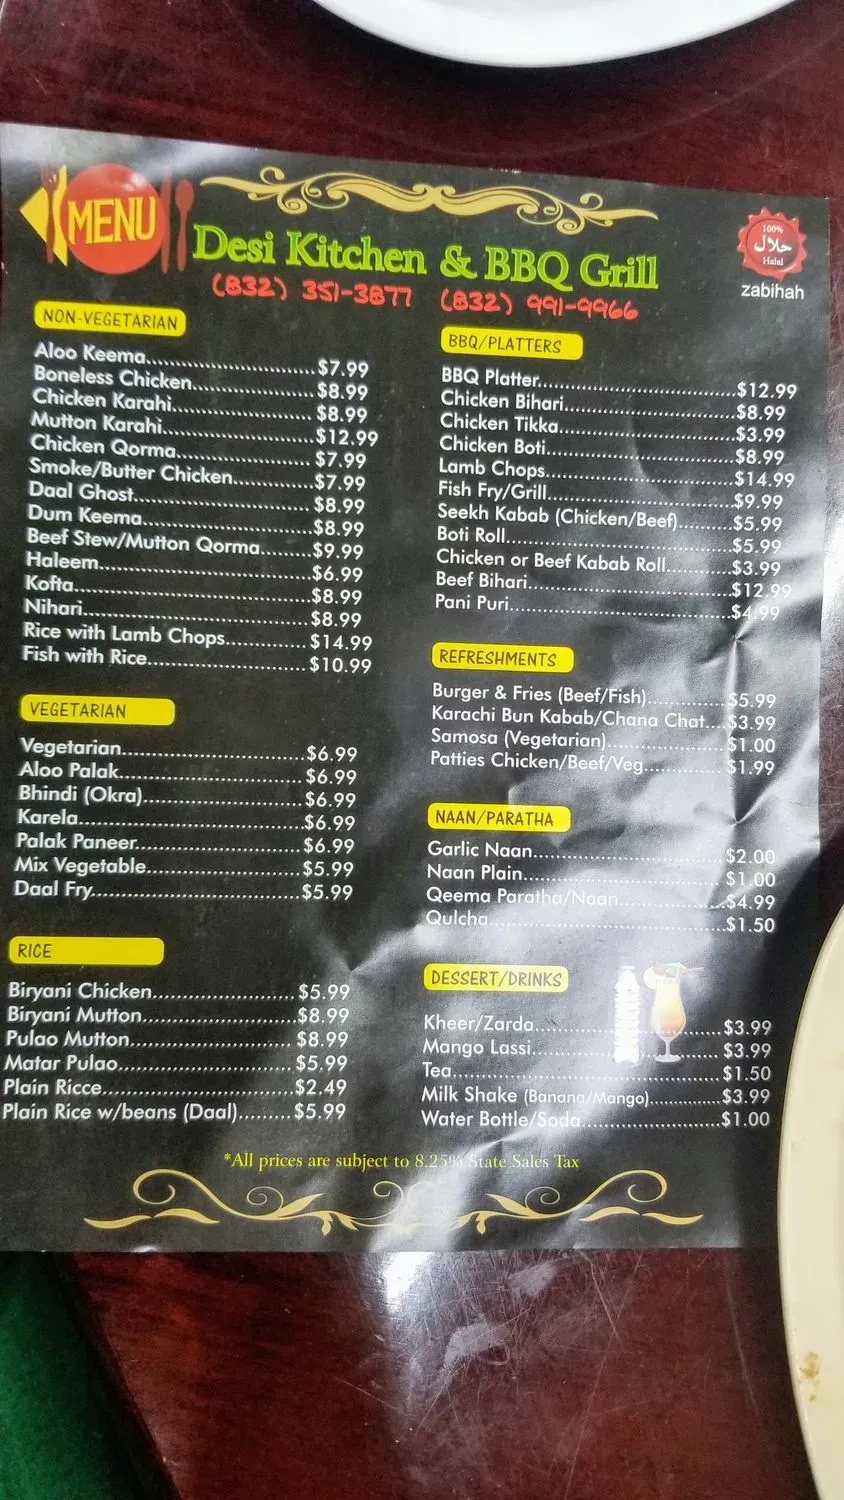 MENU
Desi Kitchen & BBQ Grill
(832) 351-3877 (832) 991-9966
100%
حلال
Halal
zabihah
NON-VEGETARIAN
Aloo Keema $7.99
Boneless Chicken $8.99
Chicken Karahi $8.99
Mutton Karahi $12.99
Chicken Qorma $7.99
Smoke/Butter Chicken $7.99
Daal Ghost $8.99
Dum Keema $8.99
Beef Stew/Mutton Qorma $9.99
Haleem $6.99
Kofta $8.99
Nihari $8.99
Rice with Lamb Chops $14.99
Fish with Rice $10.99
VEGETARIAN
Vegetarian $6.99
Aloo Palak $6.99
Bhindi (Okra) $6.99
Karela $6.99
Palak Paneer $6.99
Mix Vegetable $5.99
Daal Fry $5.99
RICE
Biryani Chicken $5.99
Biryani Mutton $8.99
Pulao Mutton $8.99
Matar Pulao $5.99
Plain Ricce $2.49
Plain Rice w/beans (Daal) $5.99
BBQ/PLATTERS
BBQ Platter $12.99
Chicken Bihari $8.99
Chicken Tikka $3.99
Chicken Boti $8.99
Lamb Chops $14.99
Fish Fry/Grill $9.99
Seekh Kabab (Chicken/Beef) $5.99
Boti Roll $5.99
Chicken or Beef Kabab Roll $3.99
Beef Bihari $12.99
Pani Puri $4.99
REFRESHMENTS
Burger & Fries (Beef/Fish) $5.99
Karachi Bun Kabab/Chana Chat $3.99
Samosa (Vegetarian) $1.00
Patties Chicken/Beef/Veg $1.99
NAAN/PARATHA
Garlic Naan $2.00
Naan Plain $1.00
Qeema Paratha/Naan $4.99
Qulcha $1.50
DESSERT/DRINKS
Kheer/Zarda $3.99
Mango Lassi $3.99
Tea $1.50
Milk Shake (Banana/Mango) $3.99
Water Bottle/Soda $1.00
*All prices are subject to 8.25% State Sales Tax